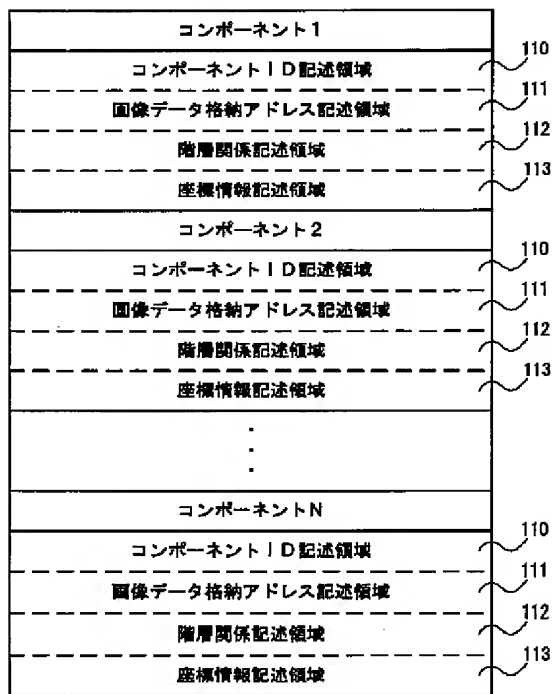 コンポーネント1
コンポーネントID記述領域 110
画像データ格納アドレス記述領域 111
階層関係記述領域 112
座標情報記述領域 113
コンポーネント2
コンポーネントID記述領域 110
画像データ格納アドレス記述領域 111
階層関係記述領域 112
座標情報記述領域 113
コンポーネントN
コンポーネントID記述領域 110
画像データ格納アドレス記述領域 111
階層関係記述領域 112
座標情報記述領域 113